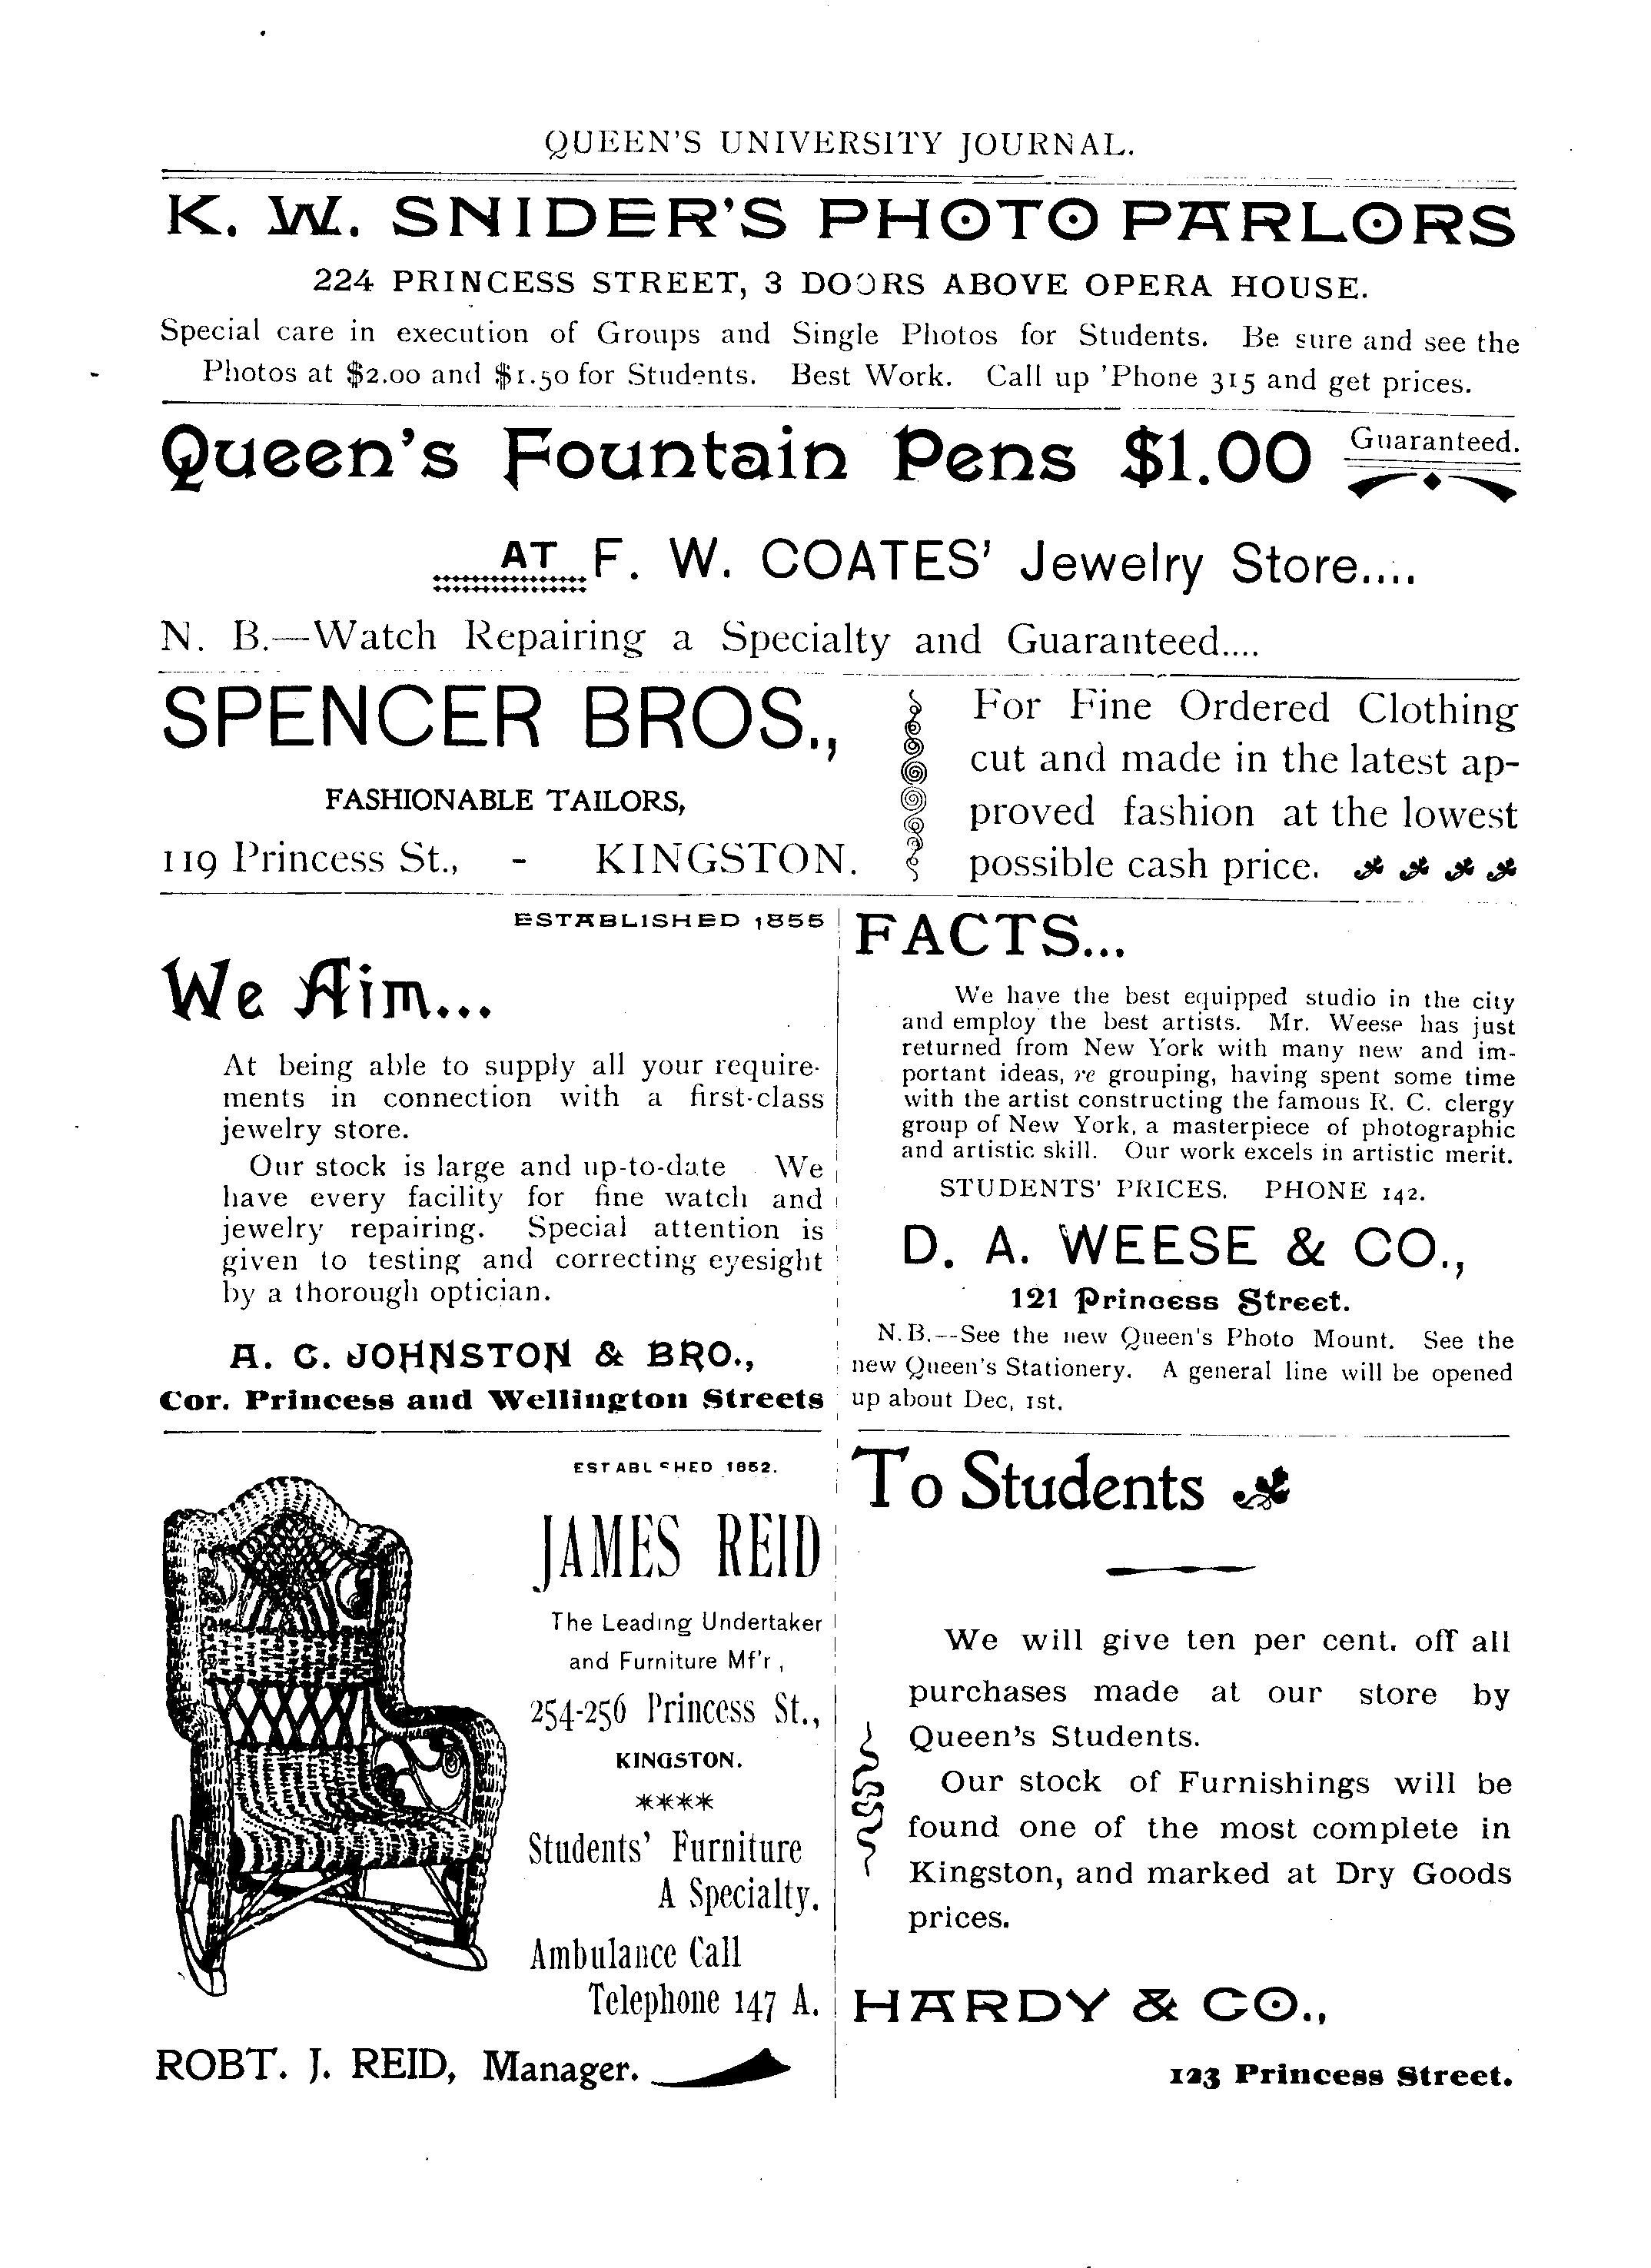 QUEEN'S UNIVERSITY JOURNAL.
K. W. SNIDER'S PHOTO PARLORS
224 PRINCESS STREET, 3 DOORS ABOVE OPERA HOUSE.
Special care in execution of Groups and Single Photos for Students. Be sure and see the
Photos at $2.00 and $1.50 for Students. Best Work. Call up 'Phone 315 and get prices.
Queen's Fountain Pens $1.00 Guaranteed.
AT F. W. COATES' Jewelry Store....
N. B.—Watch Repairing a Specialty and Guaranteed....
SPENCER BROS.,
FASHIONABLE TAILORS,
119 Princess St., - KINGSTON.
For Fine Ordered Clothing
cut and made in the latest ap-
proved fashion at the lowest
possible cash price.
ESTABLISHED 1855
We Aim...
At being able to supply all your require-
ments in connection with a first-class
jewelry store.
Our stock is large and up-to-date We
have every facility for fine watch and
jewelry repairing. Special attention is
given to testing and correcting eyesight
by a thorough optician.
A. C. JOHNSTON & BRO.,
Cor. Princess and Wellington Streets
FACTS...
We have the best equipped studio in the city
and employ the best artists. Mr. Weese has just
returned from New York with many new and im-
portant ideas, re grouping, having spent some time
with the artist constructing the famous R. C. clergy
group of New York, a masterpiece of photographic
and artistic skill. Our work excels in artistic merit.
STUDENTS' PRICES. PHONE 142.
D. A. WEESE & CO.,
121 Princess Street.
N.B.--See the new Queen's Photo Mount. See the
new Queen's Stationery. A general line will be opened
up about Dec, 1st.
ESTABLISHED 1852.
JAMES REID
The Leading Undertaker
and Furniture Mf'r,
254-256 Princess St.,
KINGSTON.
****
Students' Furniture
A Specialty.
Ambulance Call
Telephone 147 A.
ROBT. J. REID, Manager.
To Students
We will give ten per cent. off all
purchases made at our store by
Queen's Students.
Our stock of Furnishings will be
found one of the most complete in
Kingston, and marked at Dry Goods
prices.
HARDY & CO.,
123 Princess Street.